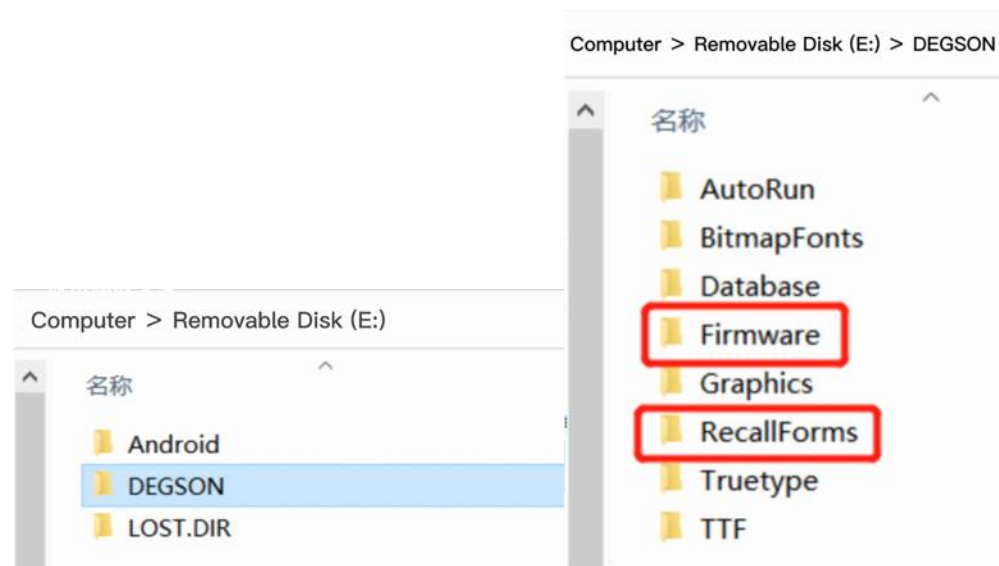 Computer > Removable Disk (E:)
名称
Android
DEGSON
LOST.DIR
Computer > Removable Disk (E:) > DEGSON
名称
AutoRun
BitmapFonts
Database
Firmware
Graphics
RecallForms
Truetype
TTF